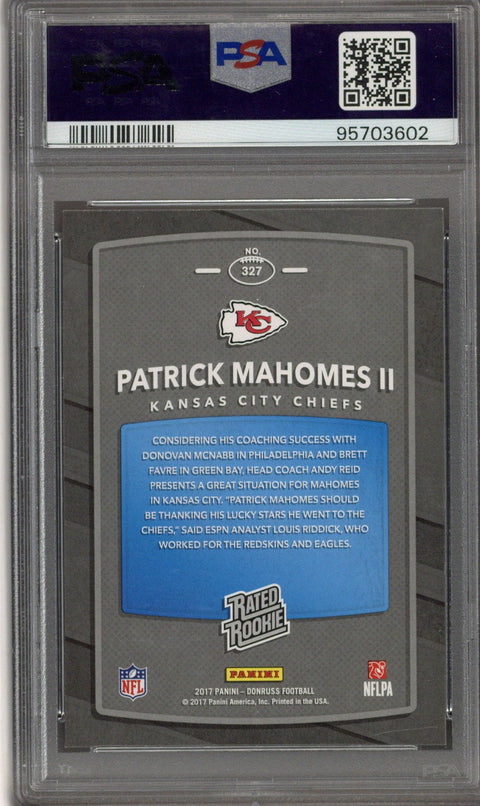 PSA
PSA
95703602
NO.
327
KC
PATRICK MAHOMES II
KANSAS CITY CHIEFS
CONSIDERING HIS COACHING SUCCESS WITH
DONOVAN MCNABB IN PHILADELPHIA AND BRETT
FAVRE IN GREEN BAY, HEAD COACH ANDY REID
PRESENTS A GREAT SITUATION FOR MAHOMES
IN KANSAS CITY. "PATRICK MAHOMES SHOULD
BE THANKING HIS LUCKY STARS HE WENT TO THE
CHIEFS," SAID ESPN ANALYST LOUIS RIDDICK, WHO
WORKED FOR THE REDSKINS AND EAGLES.
RATED
ROOKIE
PANINI
NFL
NFLPA
2017 PANINI – DONRUSS FOOTBALL
© 2017 Panini America, Inc. Printed in the USA.